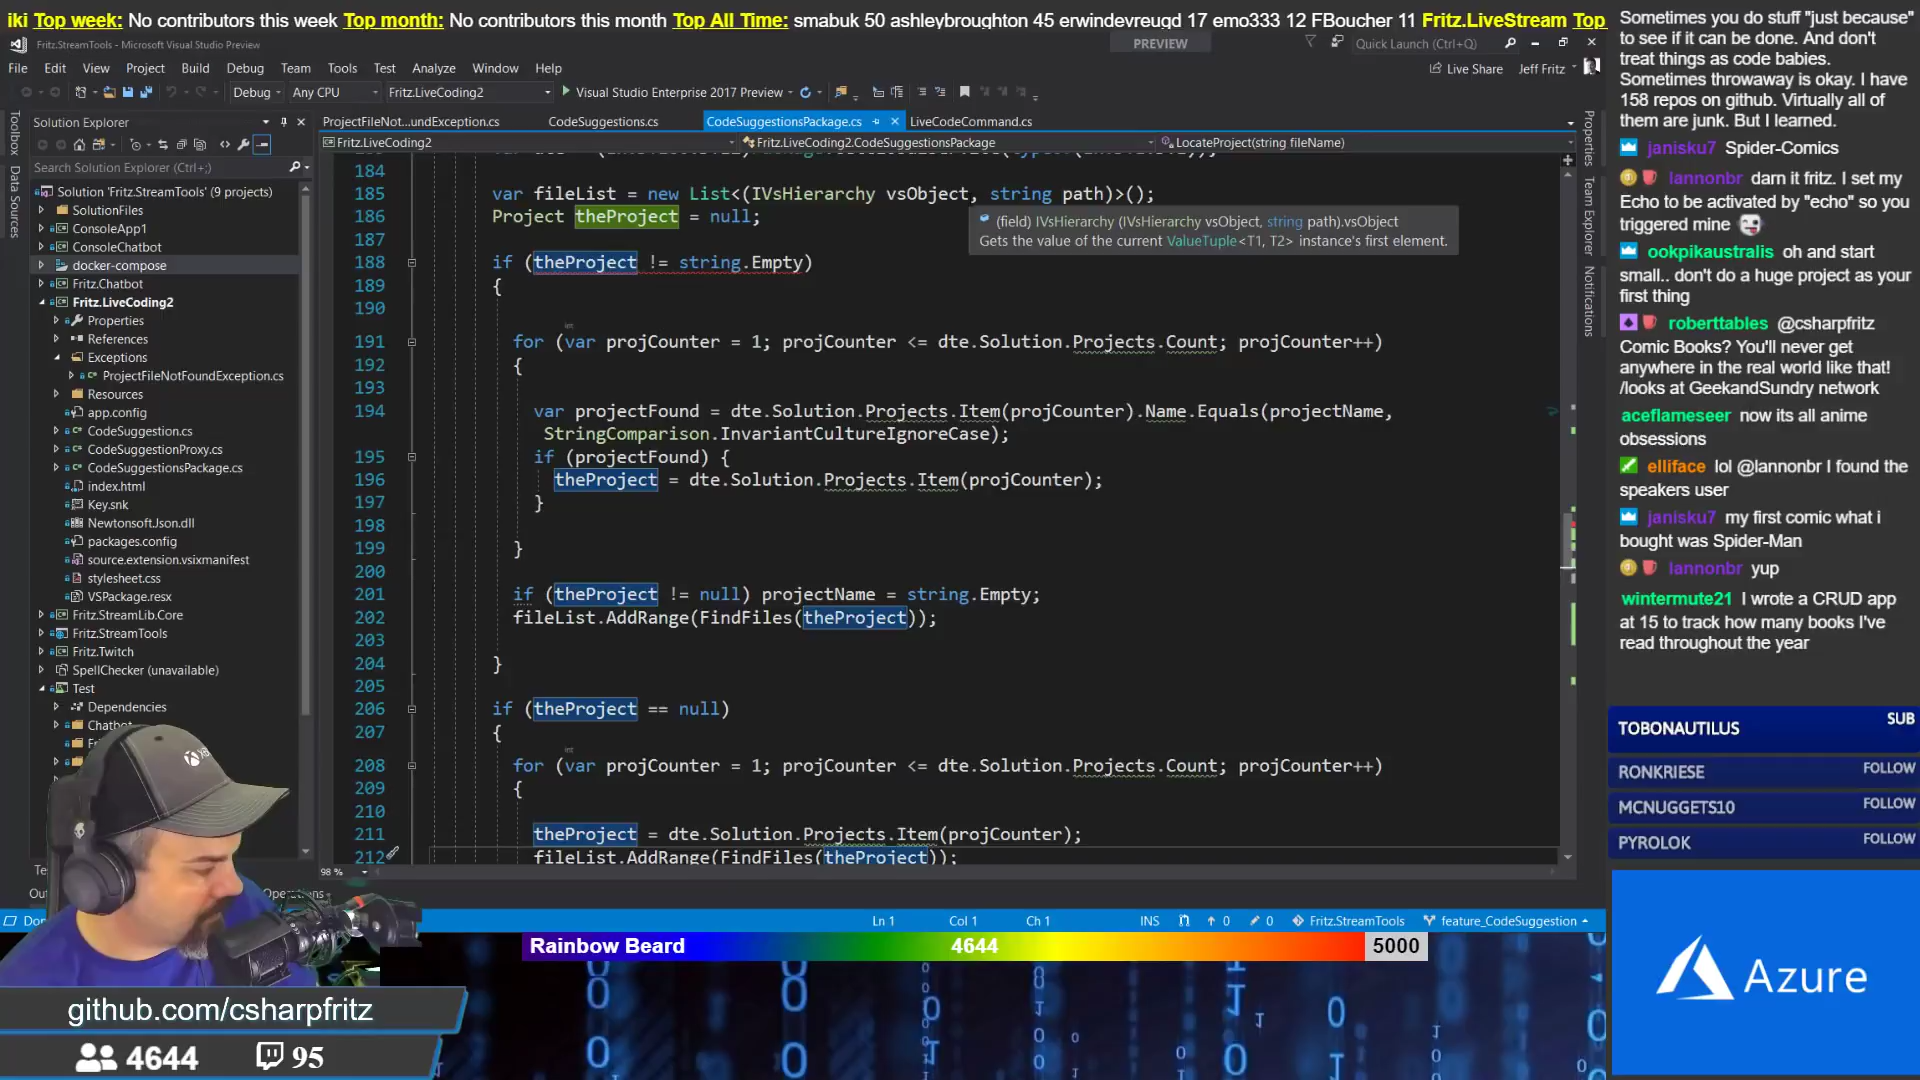 iki Top week: No contributors this week Top month: No contributors this month Top All Time: smabuk 50 ashleybroughton 45 erwindevreugd 17 emo333 12 FBoucher 11 Fritz.LiveStream Top
Fritz.StreamTools - Microsoft Visual Studio Preview
PREVIEW
Quick Launch (Ctrl+Q)
File Edit View Project Build Debug Team Tools Test Analyze Window Help
Live Share Jeff Fritz
Debug Any CPU Fritz.LiveCoding2 Visual Studio Enterprise 2017 Preview
Toolbox
Data Sources
Solution Explorer
Search Solution Explorer (Ctrl+;)
Solution 'Fritz.StreamTools' (9 projects)
SolutionFiles
ConsoleApp1
ConsoleChatbot
docker-compose
Fritz.Chatbot
Fritz.LiveCoding2
Properties
References
Exceptions
ProjectFileNotFoundException.cs
Resources
app.config
CodeSuggestion.cs
CodeSuggestionProxy.cs
CodeSuggestionsPackage.cs
index.html
Key.snk
Newtonsoft.Json.dll
packages.config
source.extension.vsixmanifest
stylesheet.css
VSPackage.resx
Fritz.StreamLib.Core
Fritz.StreamTools
Fritz.Twitch
SpellChecker (unavailable)
Test
Dependencies
ProjectFileNot...undException.cs CodeSuggestions.cs CodeSuggestionsPackage.cs LiveCodeCommand.cs
Fritz.LiveCoding2 Fritz.LiveCoding2.CodeSuggestionsPackage LocateProject(string fileName)
184
185 var fileList = new List<(IVsHierarchy vsObject, string path)>();
186 Project theProject = null;
(field) IVsHierarchy (IVsHierarchy vsObject, string path).vsObject
Gets the value of the current ValueTuple<T1, T2> instance's first element.
187
188 if (theProject != string.Empty)
189 {
190
191 for (var projCounter = 1; projCounter <= dte.Solution.Projects.Count; projCounter++)
192 {
193
194 var projectFound = dte.Solution.Projects.Item(projCounter).Name.Equals(projectName,
StringComparison.InvariantCultureIgnoreCase);
195 if (projectFound) {
196 theProject = dte.Solution.Projects.Item(projCounter);
197 }
198
199 }
200
201 if (theProject != null) projectName = string.Empty;
202 fileList.AddRange(FindFiles(theProject));
203
204 }
205
206 if (theProject == null)
207 {
208 for (var projCounter = 1; projCounter <= dte.Solution.Projects.Count; projCounter++)
209 {
210
211 theProject = dte.Solution.Projects.Item(projCounter);
212 fileList.AddRange(FindFiles(theProject));
98 %
Properties
Team Explorer
Notifications
Ln 1 Col 1 Ch 1 INS 0 0 Fritz.StreamTools feature_CodeSuggestion
Rainbow Beard 4644 5000
github.com/csharpfritz
4644 95
Sometimes you do stuff "just because"
to see if it can be done. And don't
treat things as code babies.
Sometimes throwaway is okay. I have
158 repos on github. Virtually all of
them are junk. But I learned.
janisku7 Spider-Comics
lannonbr darn it fritz. I set my
Echo to be activated by "echo" so you
triggered mine
ookpikaustralis oh and start
small.. don't do a huge project as your
first thing
roberttables @csharpfritz
Comic Books? You'll never get
anywhere in the real world like that!
/looks at GeekandSundry network
aceflameseer now its all anime
obsessions
elliface lol @lannonbr I found the
speakers user
janisku7 my first comic what i
bought was Spider-Man
lannonbr yup
wintermute21 I wrote a CRUD app
at 15 to track how many books I've
read throughout the year
TOBONAUTILUS SUB
RONKRIESE FOLLOW
MCNUGGETS10 FOLLOW
PYROLOK FOLLOW
Azure